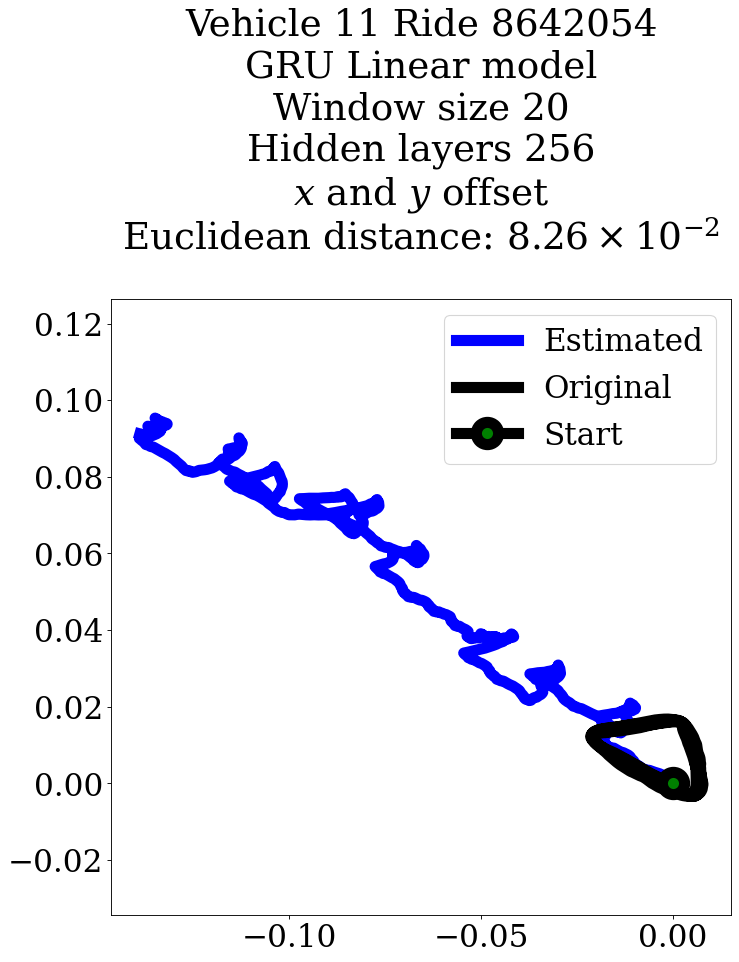 Vehicle 11 Ride 8642054
GRU Linear model
Window size 20
Hidden layers 256
x and y offset
Euclidean distance: 8.26 × 10⁻²
Estimated
Original
Start
0.12
0.10
0.08
0.06
0.04
0.02
0.00
−0.02
−0.10
−0.05
0.00